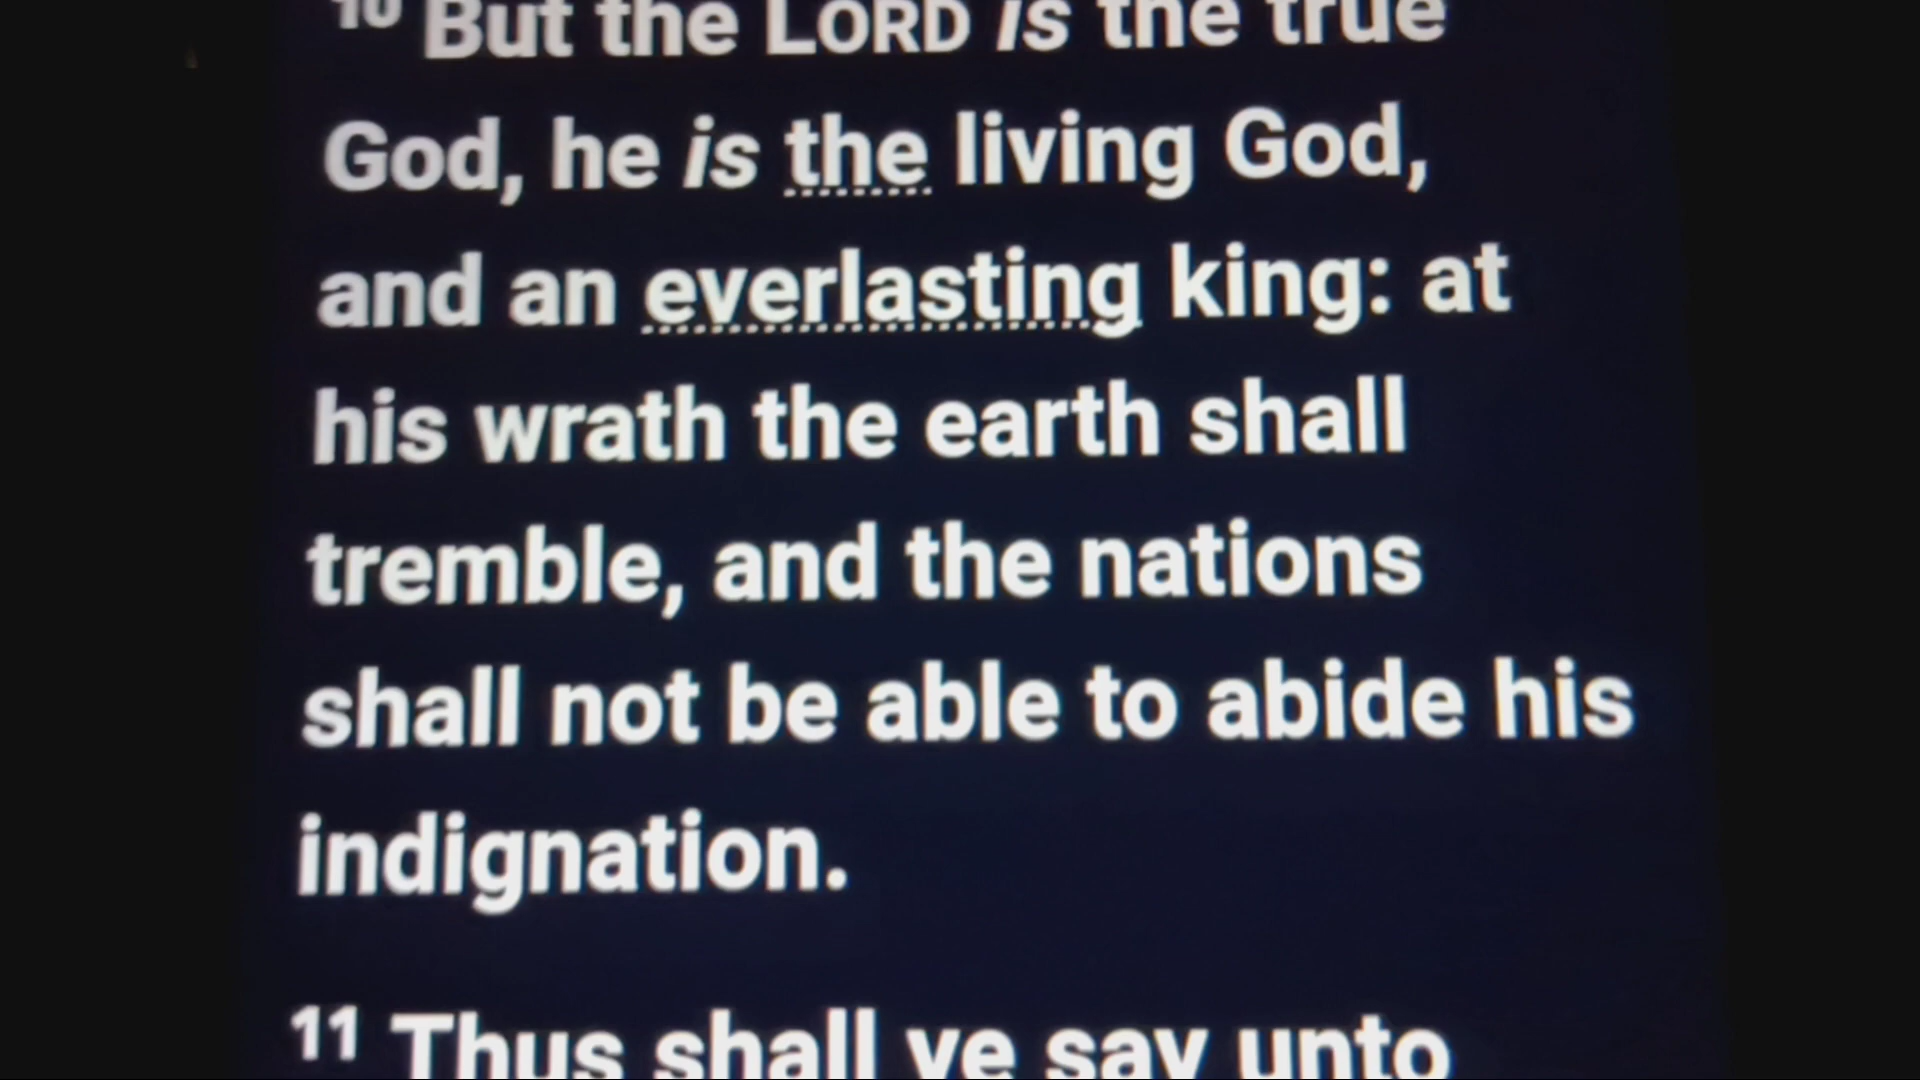 10 But the LORD is the true
God, he is the living God,
and an everlasting king: at
his wrath the earth shall
tremble, and the nations
shall not be able to abide his
indignation.
11 Thus shall ye say unto